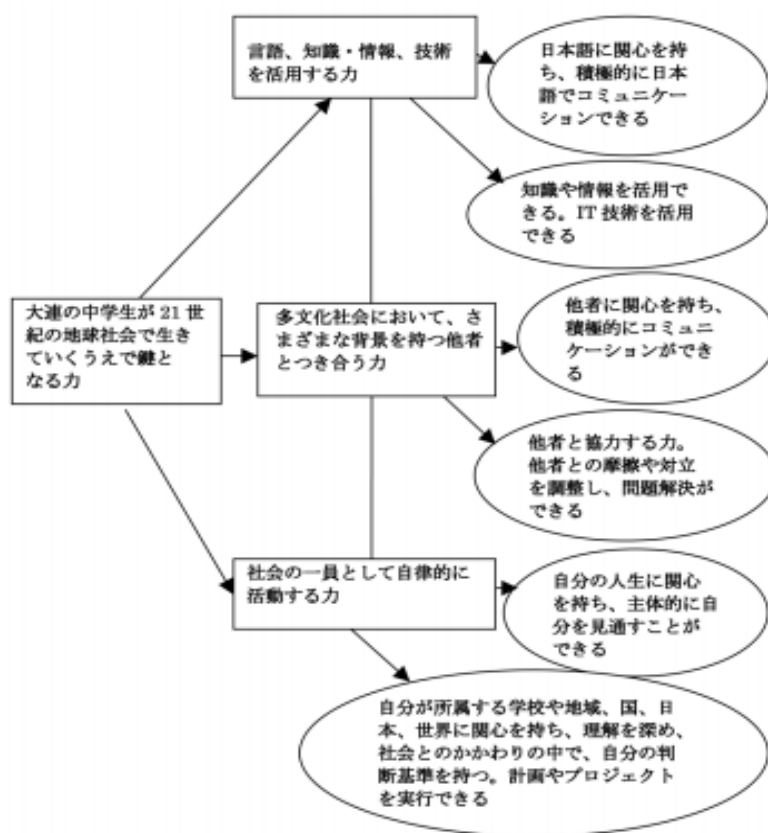 言語、知識・情報、技術
を活用する力
日本語に関心を持
ち、積極的に日本
語でコミュニケー
ションできる
知識や情報を活用で
きる。IT 技術を活用
できる
大連の中学生が 21 世
紀の地球社会で生き
ていくうえで鍵と
なる力
多文化社会において、さ
まざまな背景を持つ他者
とつき合う力
他者に関心を持ち、
積極的にコミュニ
ケーションができ
る
他者と協力する力。
他者との摩擦や対立
を調整し、問題解決が
できる
社会の一員として自律的に
活動する力
自分の人生に関心
を持ち、主体的に自
分を見通すことが
できる
自分が所属する学校や地域、国、日
本、世界に関心を持ち、理解を深め、
社会とのかかわりの中で、自分の判
断基準を持つ。計画やプロジェクト
を実行できる